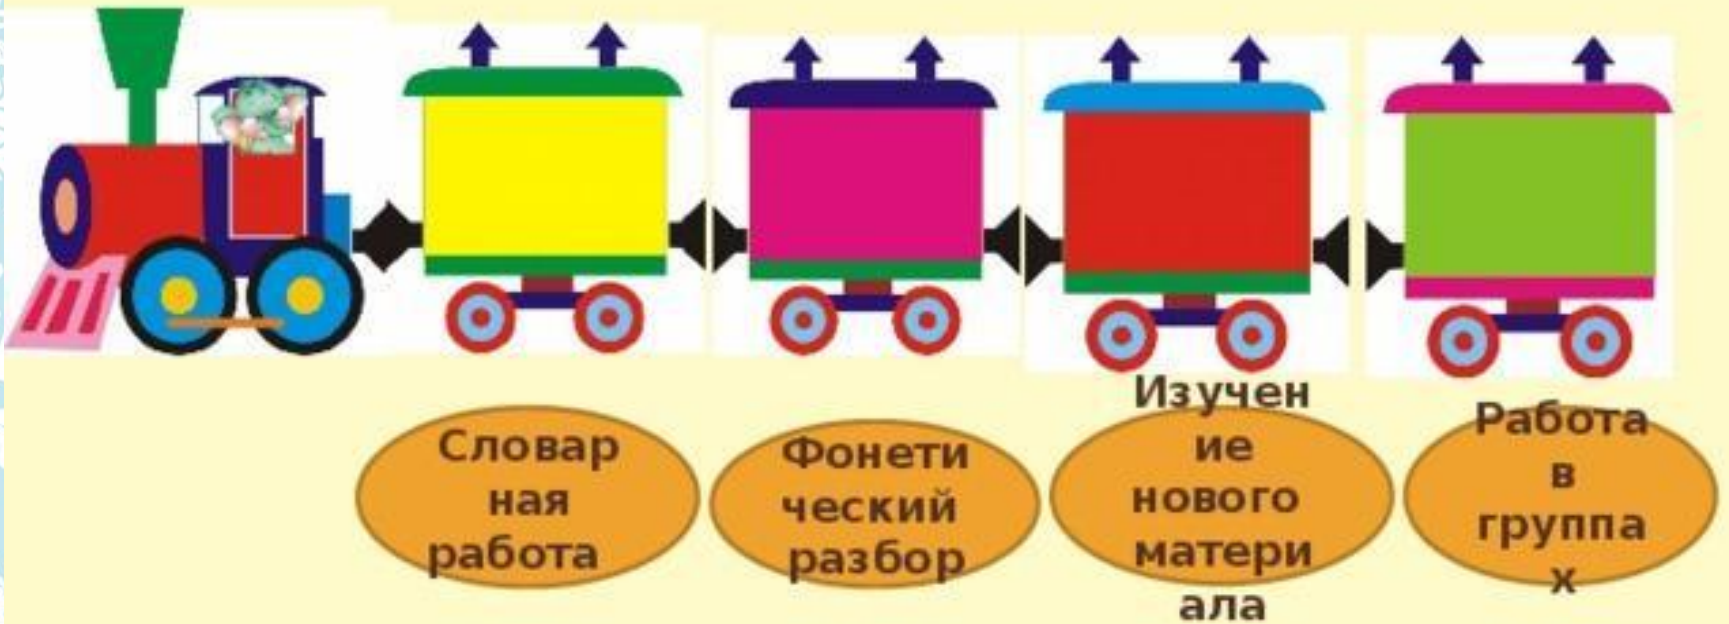 Словар
ная
работа
Фонети
ческий
разбор
Изучен
ие
нового
матери
ала
Работа
в
группа
х